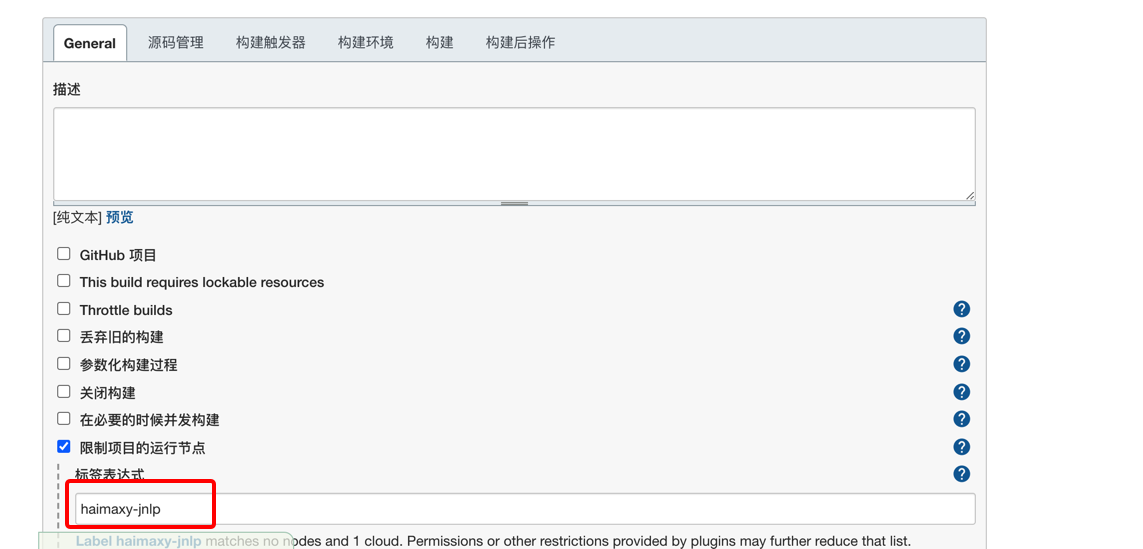 General 源码管理 构建触发器 构建环境 构建 构建后操作
描述
[纯文本] 预览
GitHub 项目
This build requires lockable resources
Throttle builds
丢弃旧的构建
参数化构建过程
关闭构建
在必要的时候并发构建
限制项目的运行节点
标签表达式
haimaxy-jnlp
Label haimaxy-jnlp matches no nodes and 1 cloud. Permissions or other restrictions provided by plugins may further reduce that list.